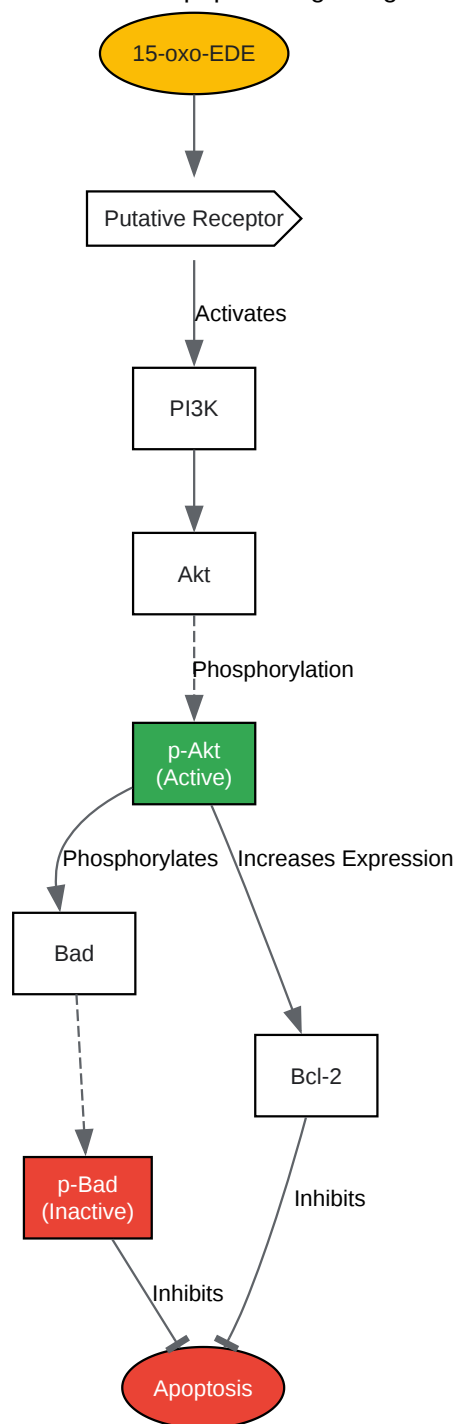 15-oxo-EDE
Putative Receptor
Activates
PI3K
Akt
Phosphorylation
p-Akt
(Active)
Phosphorylates
Increases Expression
Bad
Bcl-2
p-Bad
(Inactive)
Inhibits
Inhibits
Apoptosis